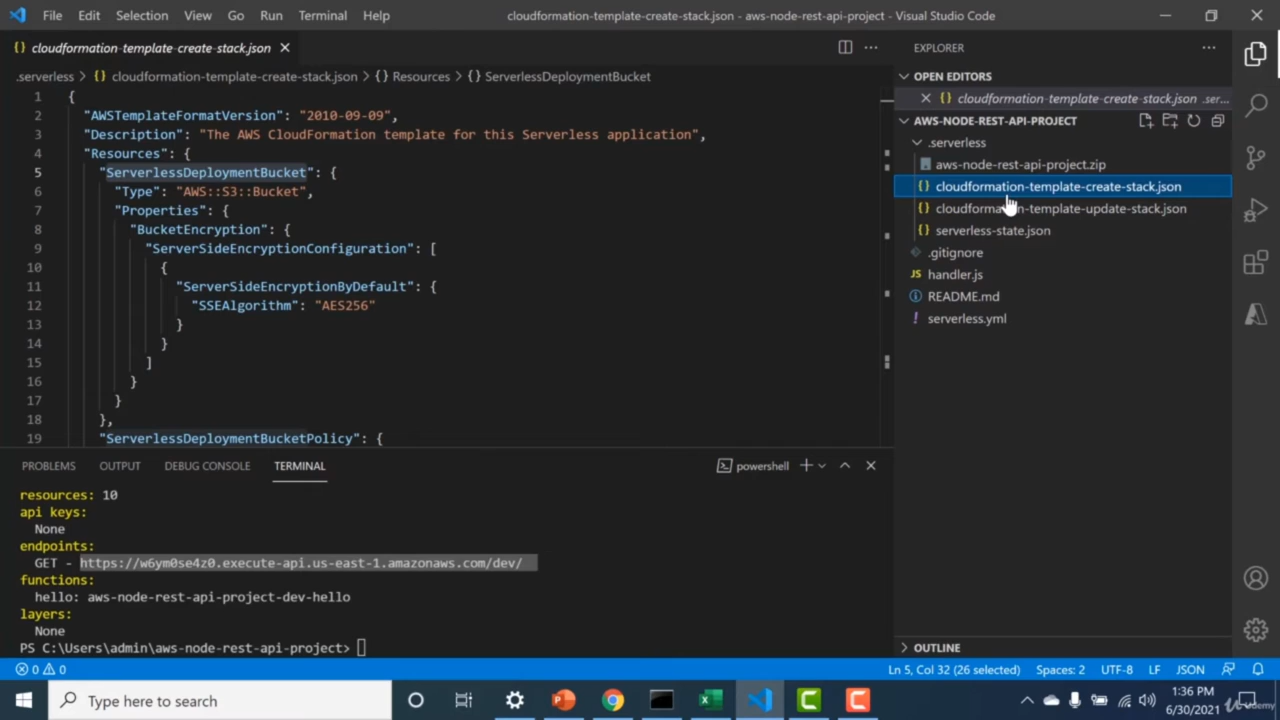 File Edit Selection View Go Run Terminal Help cloudformation-template-create-stack.json - aws-node-rest-api-project - Visual Studio Code
{} cloudformation-template-create-stack.json
.serverless > {} cloudformation-template-create-stack.json > {} Resources > {} ServerlessDeploymentBucket
1 {
2 "AWSTemplateFormatVersion": "2010-09-09",
3 "Description": "The AWS CloudFormation template for this Serverless application",
4 "Resources": {
5 "ServerlessDeploymentBucket": {
6 "Type": "AWS::S3::Bucket",
7 "Properties": {
8 "BucketEncryption": {
9 "ServerSideEncryptionConfiguration": [
10 {
11 "ServerSideEncryptionByDefault": {
12 "SSEAlgorithm": "AES256"
13 }
14 }
15 ]
16 }
17 }
18 },
19 "ServerlessDeploymentBucketPolicy": {
PROBLEMS OUTPUT DEBUG CONSOLE TERMINAL powershell
resources: 10
api keys:
None
endpoints:
GET - https://w6ym0se4z0.execute-api.us-east-1.amazonaws.com/dev/
functions:
hello: aws-node-rest-api-project-dev-hello
layers:
None
PS C:\Users\admin\aws-node-rest-api-project>
EXPLORER
OPEN EDITORS
{} cloudformation-template-create-stack.json .ser...
AWS-NODE-REST-API-PROJECT
.serverless
aws-node-rest-api-project.zip
{} cloudformation-template-create-stack.json
{} cloudformation-template-update-stack.json
{} serverless-state.json
.gitignore
JS handler.js
README.md
! serverless.yml
OUTLINE
0 0 Ln 5, Col 32 (26 selected) Spaces: 2 UTF-8 LF JSON
Type here to search
1:36 PM
6/30/2021
Udemy